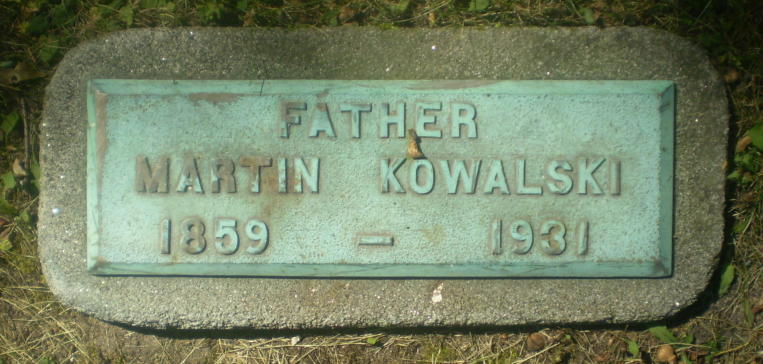 FATHER
MARTIN KOWALSKI
1859 — 1931